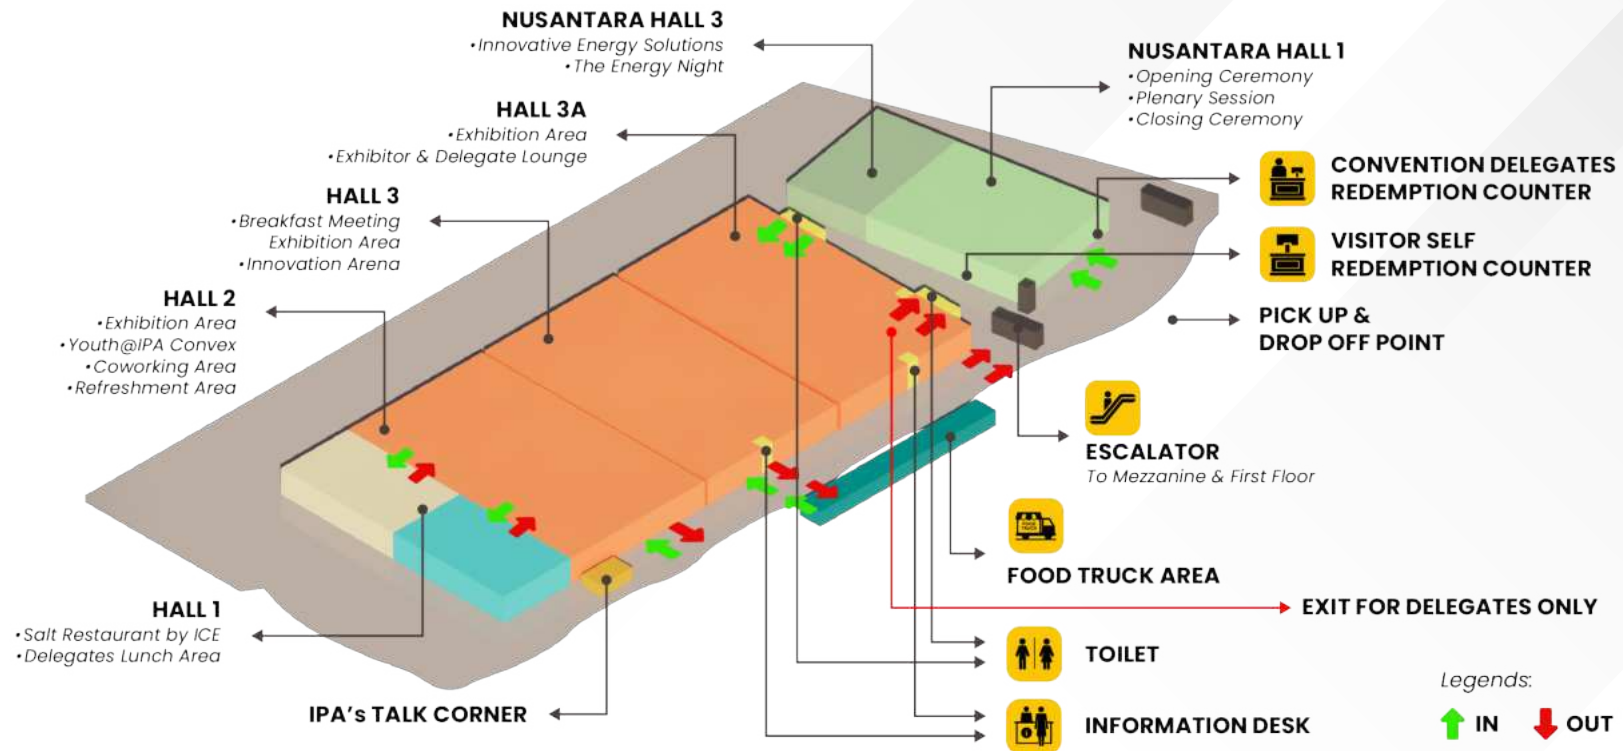 NUSANTARA HALL 3
•Innovative Energy Solutions
•The Energy Night
NUSANTARA HALL 1
•Opening Ceremony
•Plenary Session
•Closing Ceremony
HALL 3A
•Exhibition Area
•Exhibitor & Delegate Lounge
CONVENTION DELEGATES
REDEMPTION COUNTER
HALL 3
•Breakfast Meeting
Exhibition Area
•Innovation Arena
VISITOR SELF
REDEMPTION COUNTER
HALL 2
•Exhibition Area
•Youth@IPA Convex
•Coworking Area
•Refreshment Area
PICK UP &
DROP OFF POINT
ESCALATOR
To Mezzanine & First Floor
FOOD TRUCK AREA
HALL 1
•Salt Restaurant by ICE
•Delegates Lunch Area
EXIT FOR DELEGATES ONLY
TOILET
IPA's TALK CORNER
INFORMATION DESK
Legends:
IN
OUT